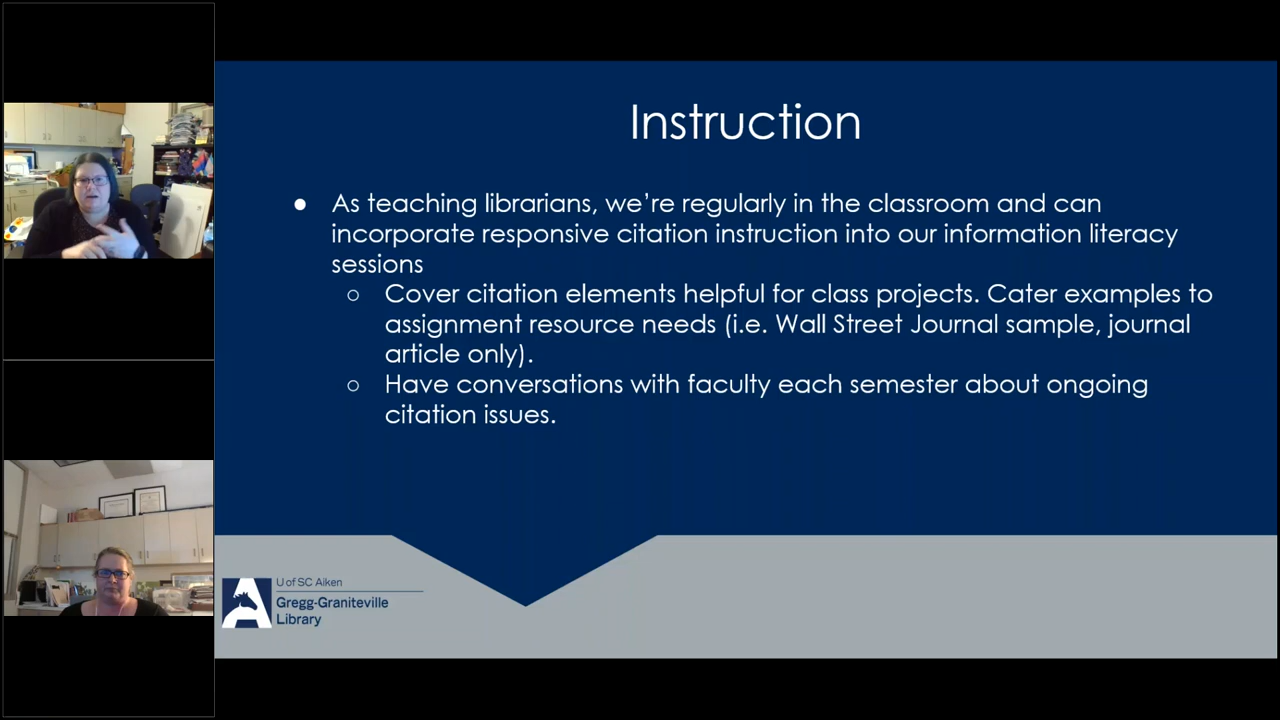 Instruction
● As teaching librarians, we’re regularly in the classroom and can
incorporate responsive citation instruction into our information literacy
sessions
○ Cover citation elements helpful for class projects. Cater examples to
assignment resource needs (i.e. Wall Street Journal sample, journal
article only).
○ Have conversations with faculty each semester about ongoing
citation issues.
U of SC Aiken
Gregg-Graniteville
Library